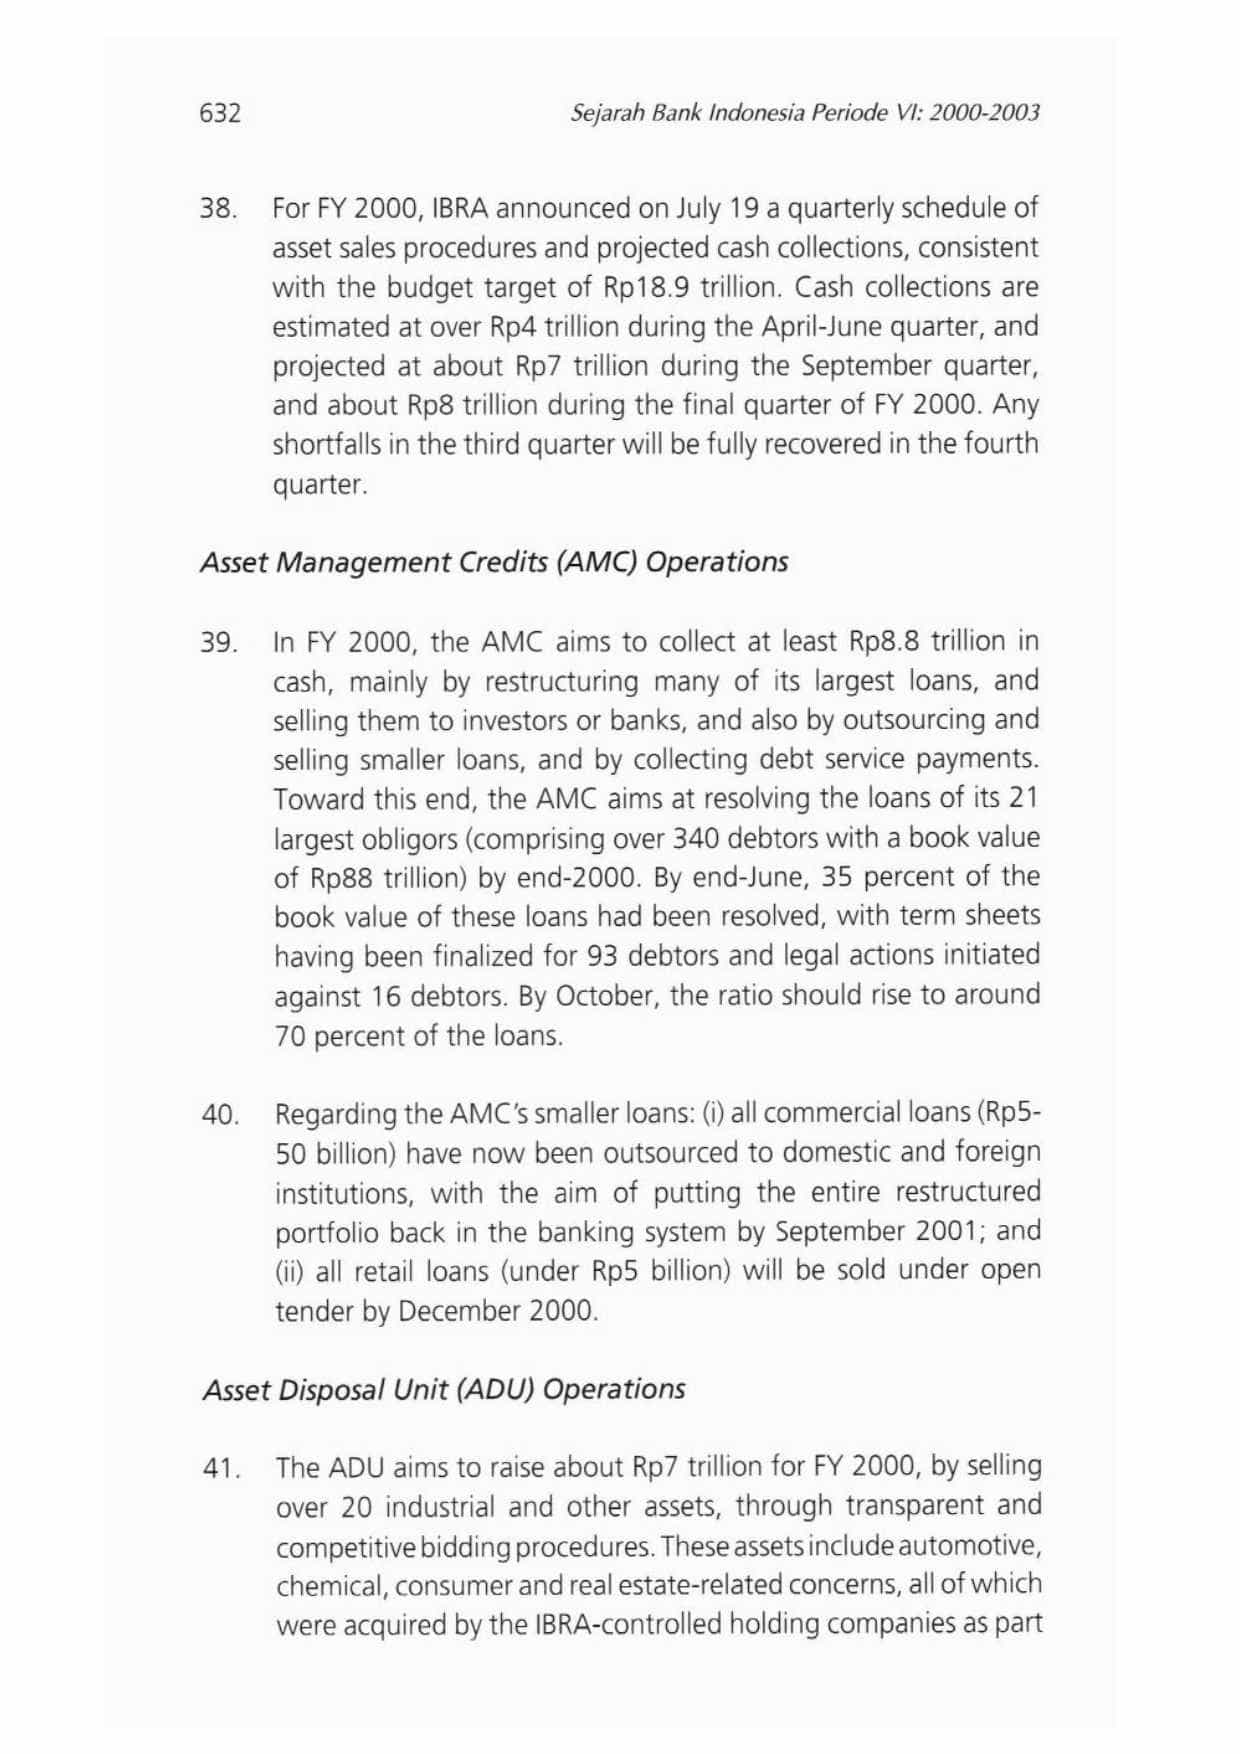 632
Sejarah Bank Indonesia Periode VI: 2000-2003
38. For FY 2000, IBRA announced on July 19 a quarterly schedule of
asset sales procedures and projected cash collections, consistent
with the budget target of Rp18.9 trillion. Cash collections are
estimated at over Rp4 trillion during the April-June quarter, and
projected at about Rp7 trillion during the September quarter,
and about Rp8 trillion during the final quarter of FY 2000. Any
shortfalls in the third quarter will be fully recovered in the fourth
quarter.
Asset Management Credits (AMC) Operations
39. In FY 2000, the AMC aims to collect at least Rp8.8 trillion in
cash, mainly by restructuring many of its largest loans, and
selling them to investors or banks, and also by outsourcing and
selling smaller loans, and by collecting debt service payments.
Toward this end, the AMC aims at resolving the loans of its 21
largest obligors (comprising over 340 debtors with a book value
of Rp88 trillion) by end-2000. By end-June, 35 percent of the
book value of these loans had been resolved, with term sheets
having been finalized for 93 debtors and legal actions initiated
against 16 debtors. By October, the ratio should rise to around
70 percent of the loans.
40. Regarding the AMC's smaller loans: (i) all commercial loans (Rp5-
50 billion) have now been outsourced to domestic and foreign
institutions, with the aim of putting the entire restructured
portfolio back in the banking system by September 2001; and
(ii) all retail loans (under Rp5 billion) will be sold under open
tender by December 2000.
Asset Disposal Unit (ADU) Operations
41. The ADU aims to raise about Rp7 trillion for FY 2000, by selling
over 20 industrial and other assets, through transparent and
competitive bidding procedures. These assets include automotive,
chemical, consumer and real estate-related concerns, all of which
were acquired by the IBRA-controlled holding companies as part